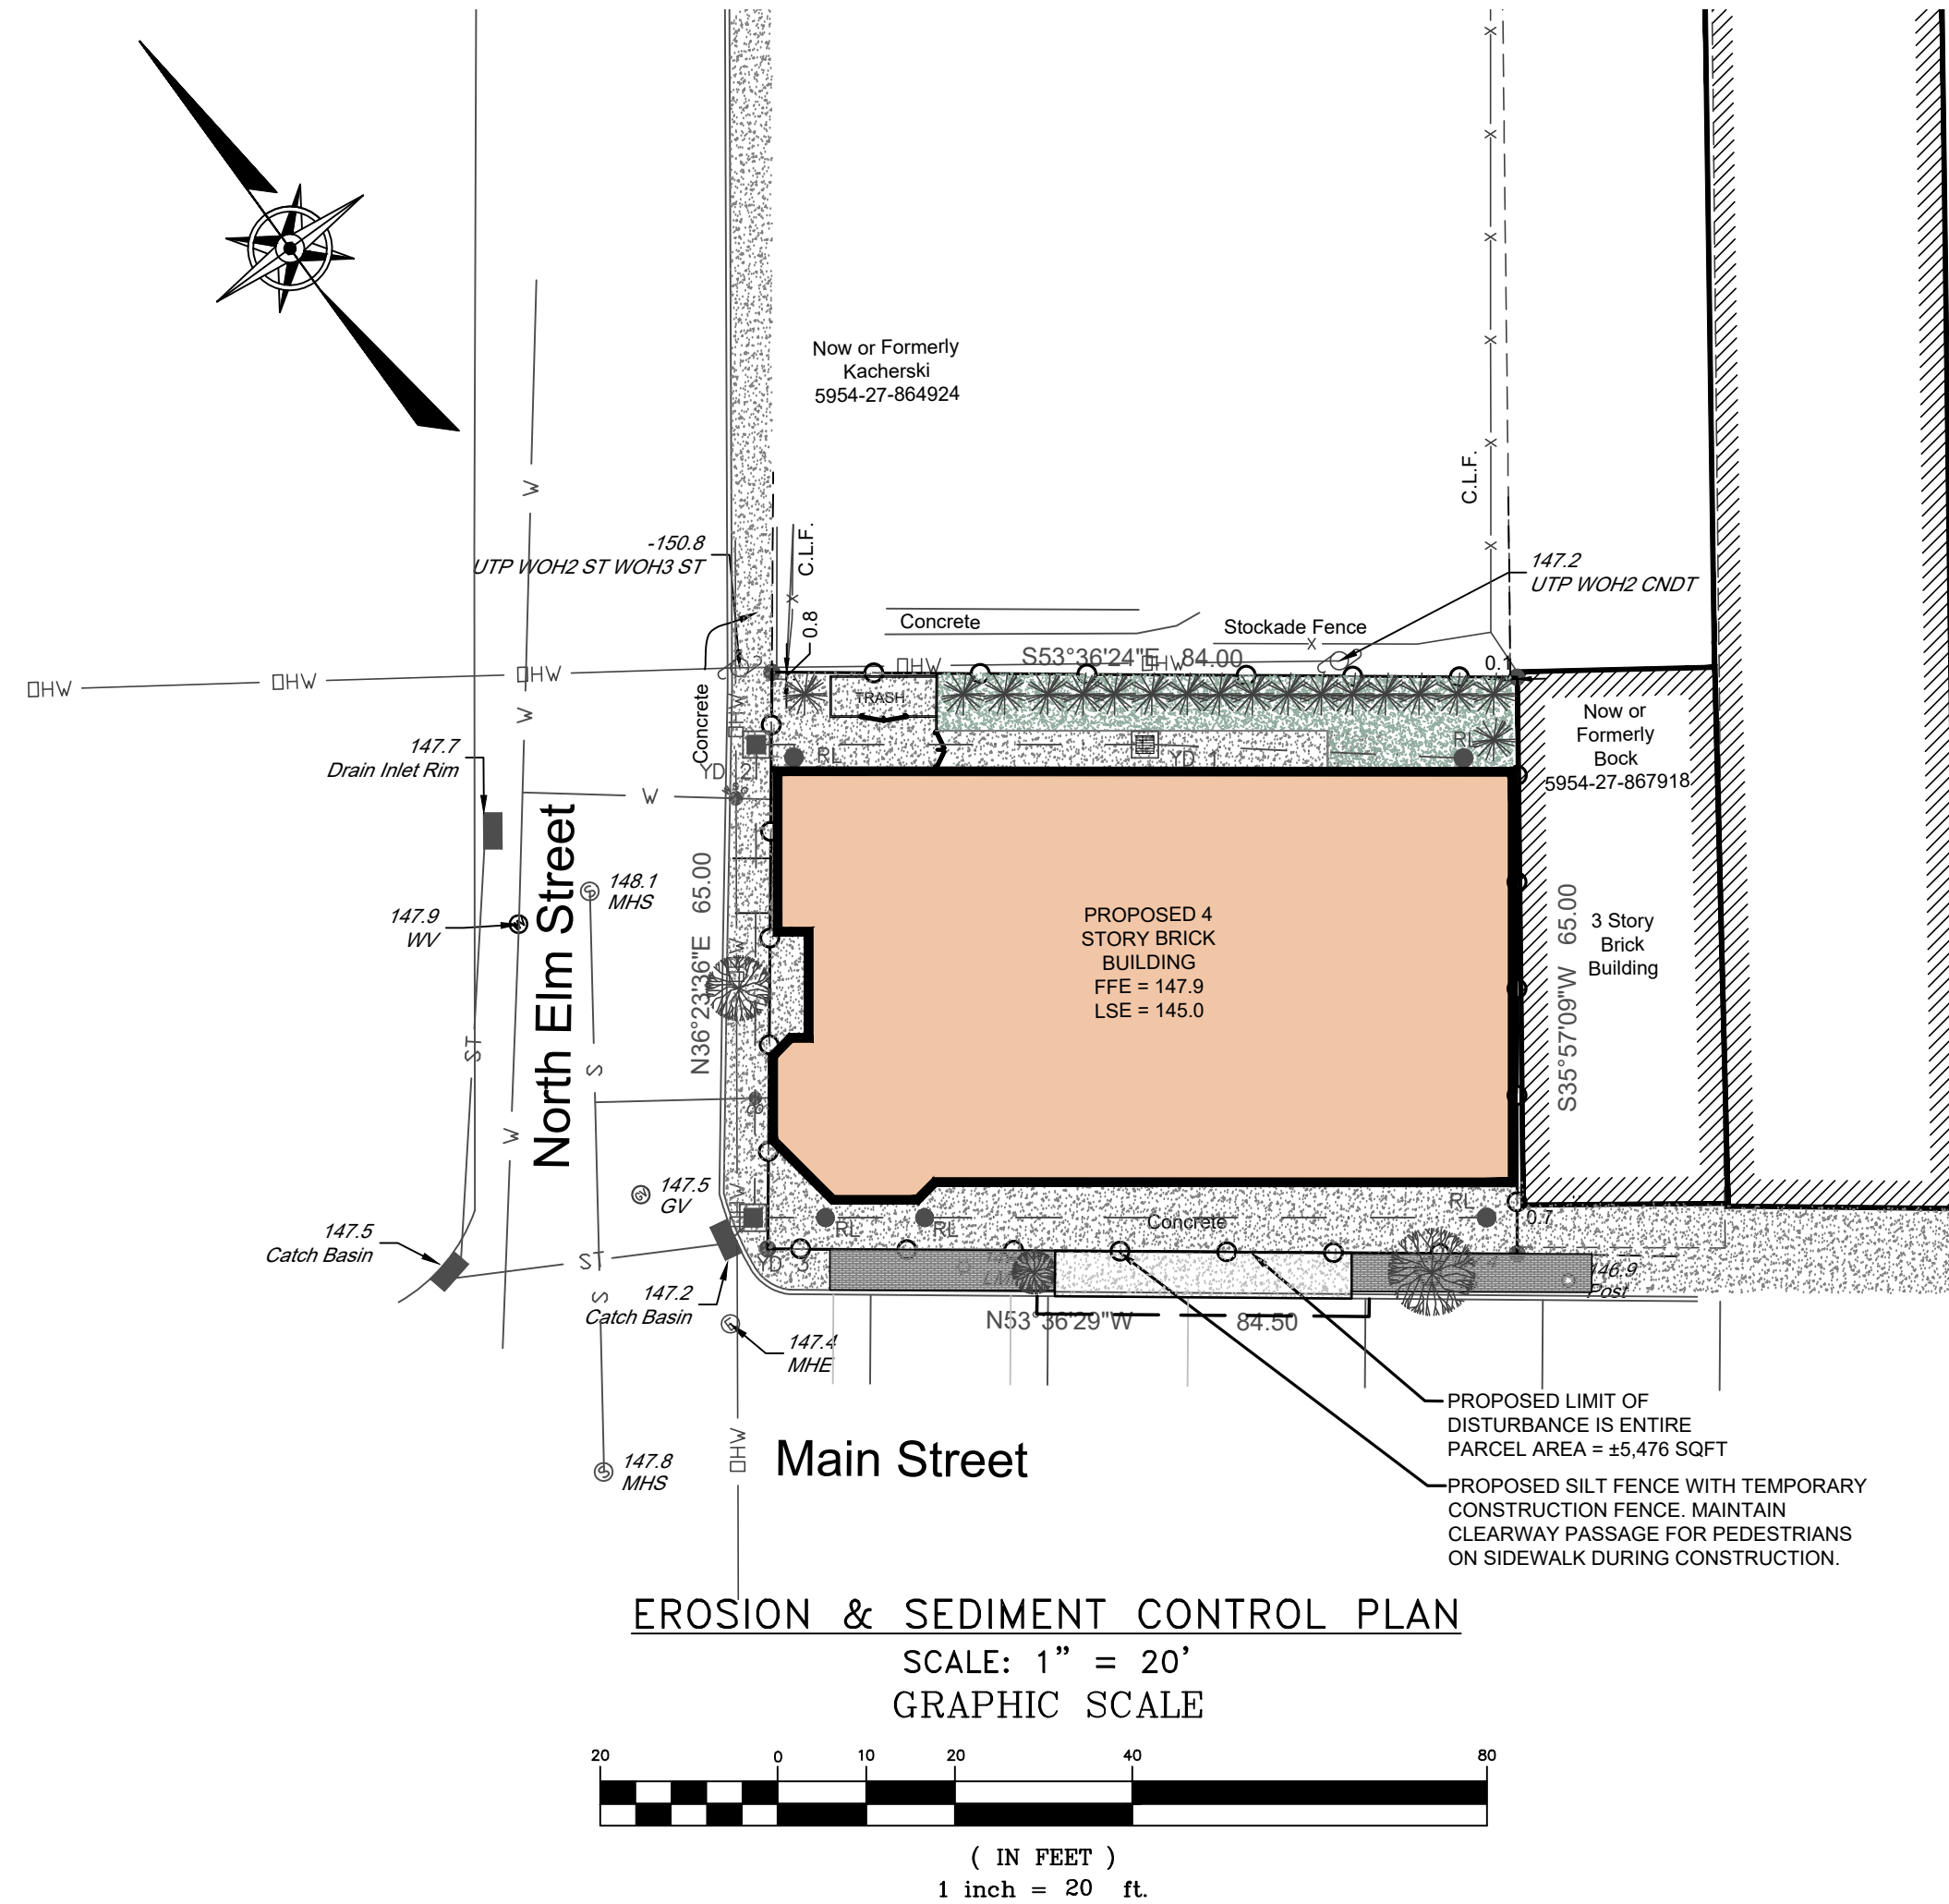 Now or Formerly
Kacherski
5954-27-864924
C.L.F.
C.L.F.
W
-150.8
UTP WOH2 ST WOH3 ST
147.2
UTP WOH2 CNDT
0.8
Concrete
Stockade Fence
S53°36'24"E 84.00
0.1
OHW
OHW
OHW
OHW
OHW
Concrete
OHW
TRASH
W
RL
YD 2
YD 1
RL
Now or
Formerly
Bock
5954-27-867918
147.7
Drain Inlet Rim
W
148.1
MHS
147.9
WV
North Elm Street
N36°23'36"E 65.00
PROPOSED 4
STORY BRICK
BUILDING
FFE = 147.9
LSE = 145.0
S35°57'09"W 65.00
3 Story
Brick
Building
ST
S
W
147.5
GV
147.5
Catch Basin
ST
S
147.2
Catch Basin
RL
RL
Concrete
RL
0.7
YD 3
146.9
Post
N53°36'29"W 84.50
147.4
MHE
147.8
MHS
OHW
Main Street
PROPOSED LIMIT OF
DISTURBANCE IS ENTIRE
PARCEL AREA = ±5,476 SQFT
PROPOSED SILT FENCE WITH TEMPORARY
CONSTRUCTION FENCE. MAINTAIN
CLEARWAY PASSAGE FOR PEDESTRIANS
ON SIDEWALK DURING CONSTRUCTION.
EROSION & SEDIMENT CONTROL PLAN
SCALE: 1" = 20'
GRAPHIC SCALE
20 0 10 20 40 80
( IN FEET )
1 inch = 20 ft.